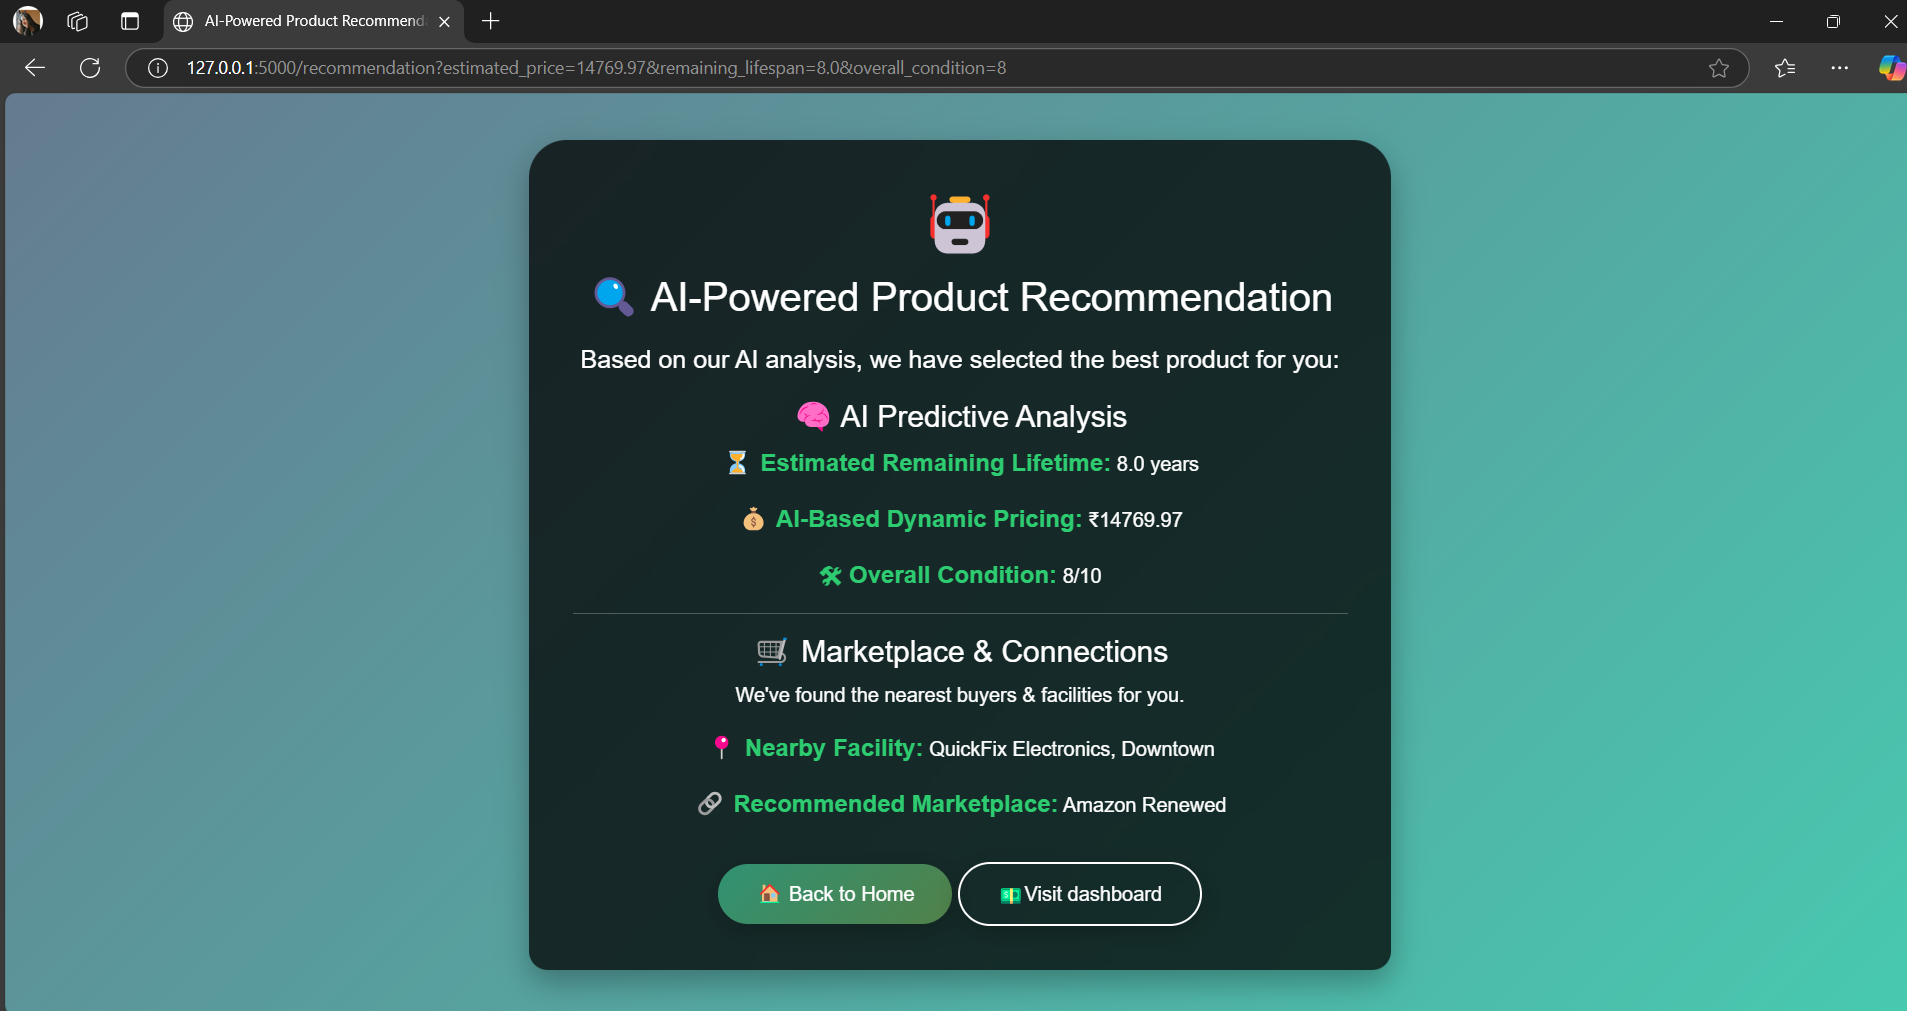 AI-Powered Product Recommend
127.0.0.1:5000/recommendation?estimated_price=14769.97&remaining_lifespan=8.0&overall_condition=8
AI-Powered Product Recommendation
Based on our AI analysis, we have selected the best product for you:
AI Predictive Analysis
Estimated Remaining Lifetime: 8.0 years
AI-Based Dynamic Pricing: ₹14769.97
Overall Condition: 8/10
Marketplace & Connections
We've found the nearest buyers & facilities for you.
Nearby Facility: QuickFix Electronics, Downtown
Recommended Marketplace: Amazon Renewed
Back to Home
Visit dashboard